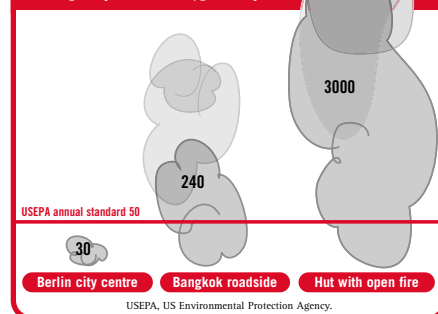 3000
240
USEPA annual standard 50
30
Berlin city centre
Bangkok roadside
Hut with open fire
USEPA, US Environmental Protection Agency.